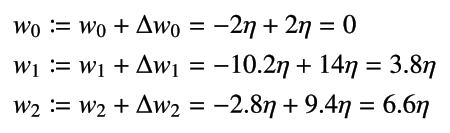 w₀ := w₀ + Δw₀ = −2η + 2η = 0
w₁ := w₁ + Δw₁ = −10.2η + 14η = 3.8η
w₂ := w₂ + Δw₂ = −2.8η + 9.4η = 6.6η